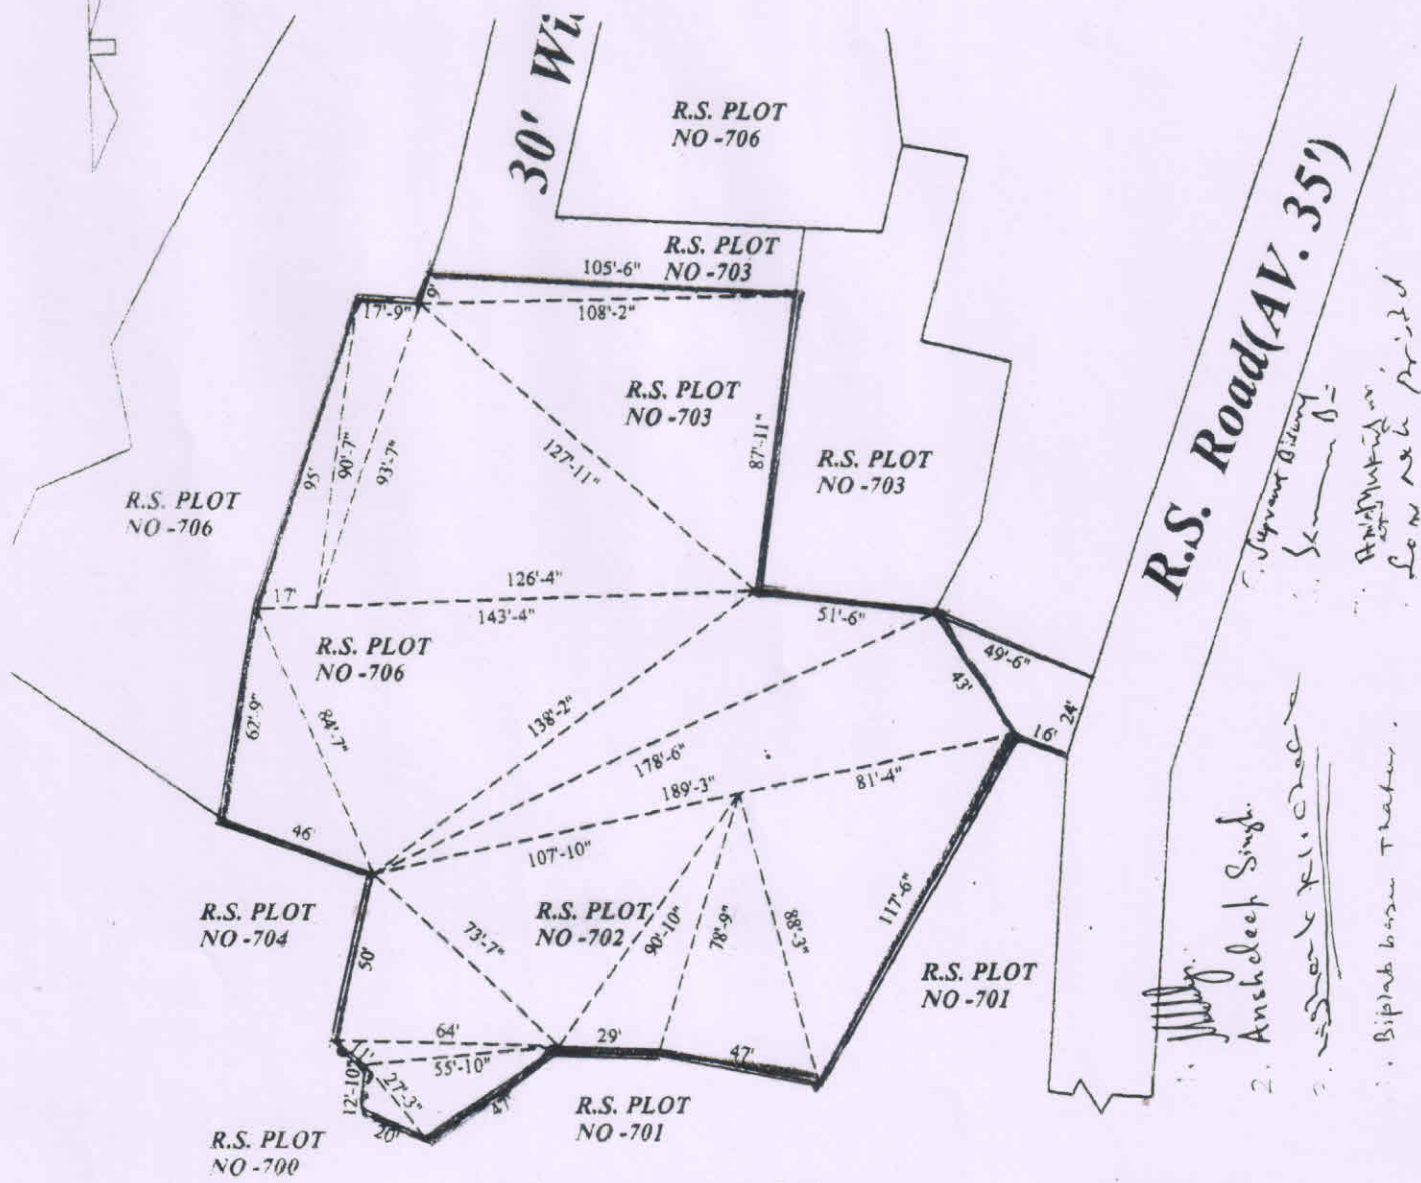 30' Wi
R.S. PLOT
NO -706
R.S. PLOT
NO -703
105'-6"
9'
17'-9"
108'-2"
R.S. Road(AV. 35')
R.S. PLOT
NO -703
95'
90'-7"
93'-7"
127'-11"
87'-11"
R.S. PLOT
NO -703
R.S. PLOT
NO -706
17'
126'-4"
143'-4"
51'-6"
R.S. PLOT
NO -706
49'-6"
43'
24'
16'
62'-9"
84'-7"
138'-2"
178'-6"
189'-3"
81'-4"
107'-10"
46'
R.S. PLOT
NO -704
R.S. PLOT
NO -702
73'-7"
90'-10"
78'-9"
88'-3"
117'-6"
50'
R.S. PLOT
NO -701
64'
29'
47'
11'
55'-10"
12'-10"
27'-3"
47'
20'
R.S. PLOT
NO -701
R.S. PLOT
NO -700
1.
2. Anshdeep Singh.